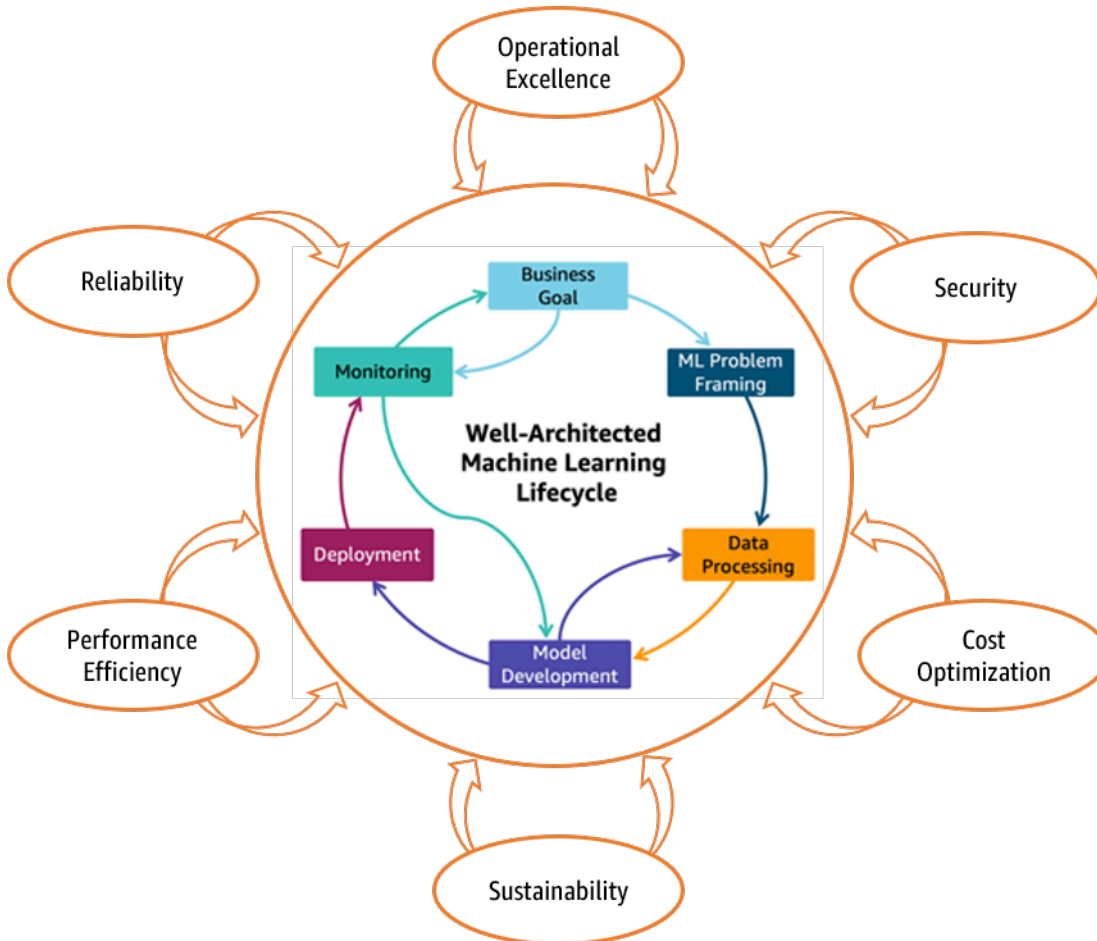 Operational
Excellence
Reliability
Security
Business
Goal
Monitoring
ML Problem
Framing
Well-Architected
Machine Learning
Lifecycle
Deployment
Data
Processing
Model
Development
Performance
Efficiency
Cost
Optimization
Sustainability